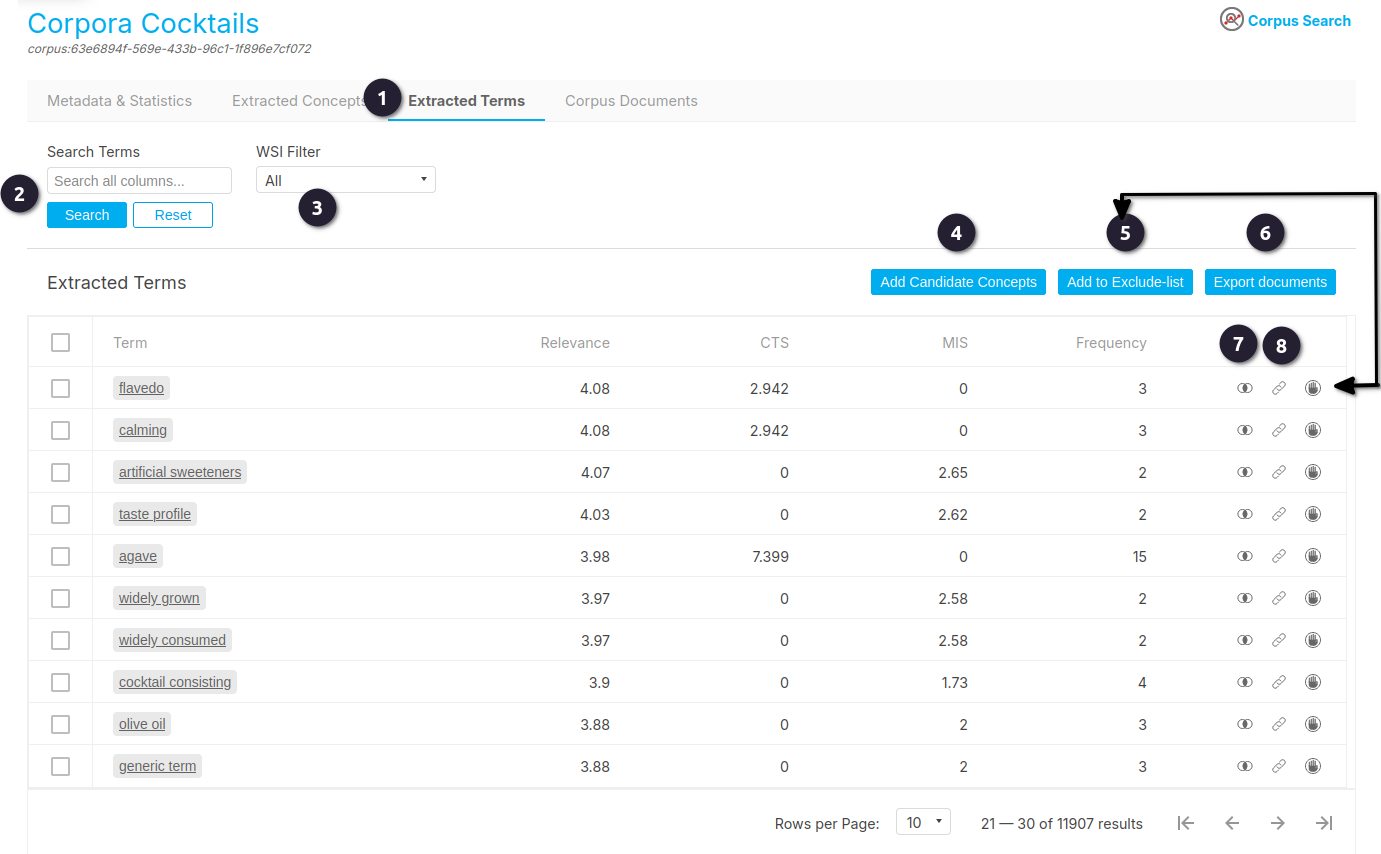 Corpora Cocktails
Corpus Search
corpus:63e6894f-569e-433b-96c1-1f896e7cf072
Metadata & Statistics Extracted Concepts 1 Extracted Terms Corpus Documents
Search Terms WSI Filter
Search all columns... All
2 3
Search Reset
4 5 6
Extracted Terms Add Candidate Concepts Add to Exclude-list Export documents
Term Relevance CTS MIS Frequency 7 8
flavedo 4.08 2.942 0 3
calming 4.08 2.942 0 3
artificial sweeteners 4.07 0 2.65 2
taste profile 4.03 0 2.62 2
agave 3.98 7.399 0 15
widely grown 3.97 0 2.58 2
widely consumed 3.97 0 2.58 2
cocktail consisting 3.9 0 1.73 4
olive oil 3.88 0 2 3
generic term 3.88 0 2 3
Rows per Page: 10 21 — 30 of 11907 results